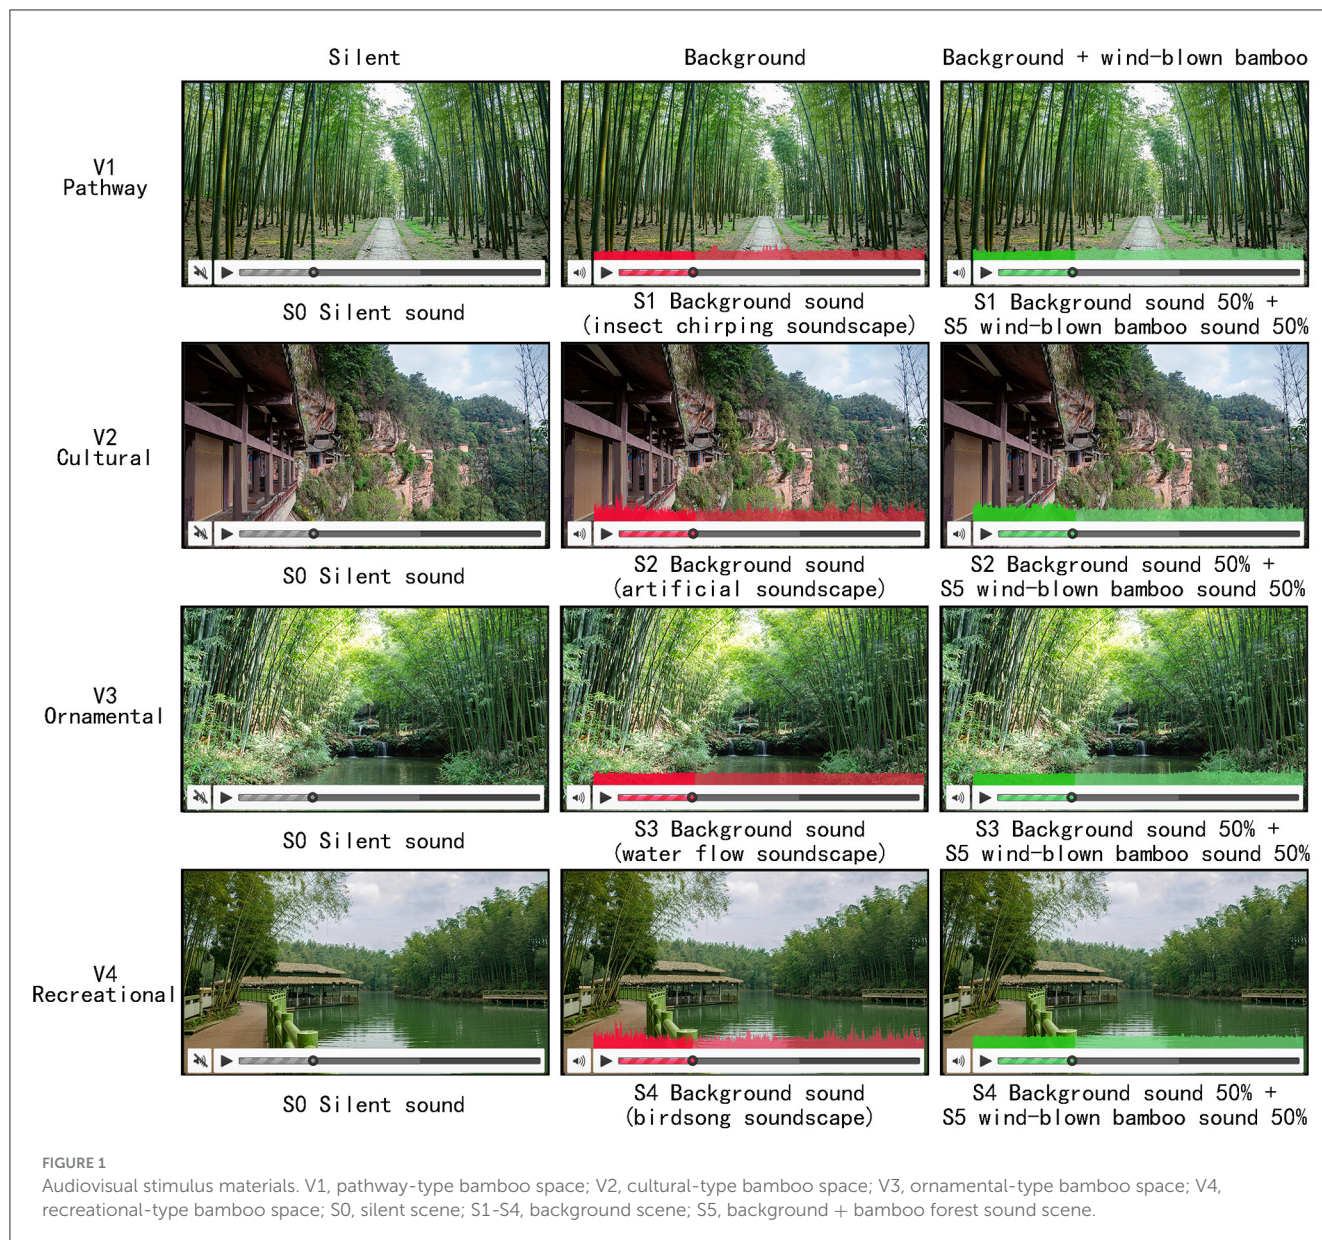 Silent
Background
Background + wind-blown bamboo
V1
Pathway
S0 Silent sound
S1 Background sound
(insect chirping soundscape)
S1 Background sound 50% +
S5 wind-blown bamboo sound 50%
V2
Cultural
S0 Silent sound
S2 Background sound
(artificial soundscape)
S2 Background sound 50% +
S5 wind-blown bamboo sound 50%
V3
Ornamental
S0 Silent sound
S3 Background sound
(water flow soundscape)
S3 Background sound 50% +
S5 wind-blown bamboo sound 50%
V4
Recreational
S0 Silent sound
S4 Background sound
(birdsong soundscape)
S4 Background sound 50% +
S5 wind-blown bamboo sound 50%
FIGURE 1
Audiovisual stimulus materials. V1, pathway-type bamboo space; V2, cultural-type bamboo space; V3, ornamental-type bamboo space; V4,
recreational-type bamboo space; S0, silent scene; S1-S4, background scene; S5, background + bamboo forest sound scene.